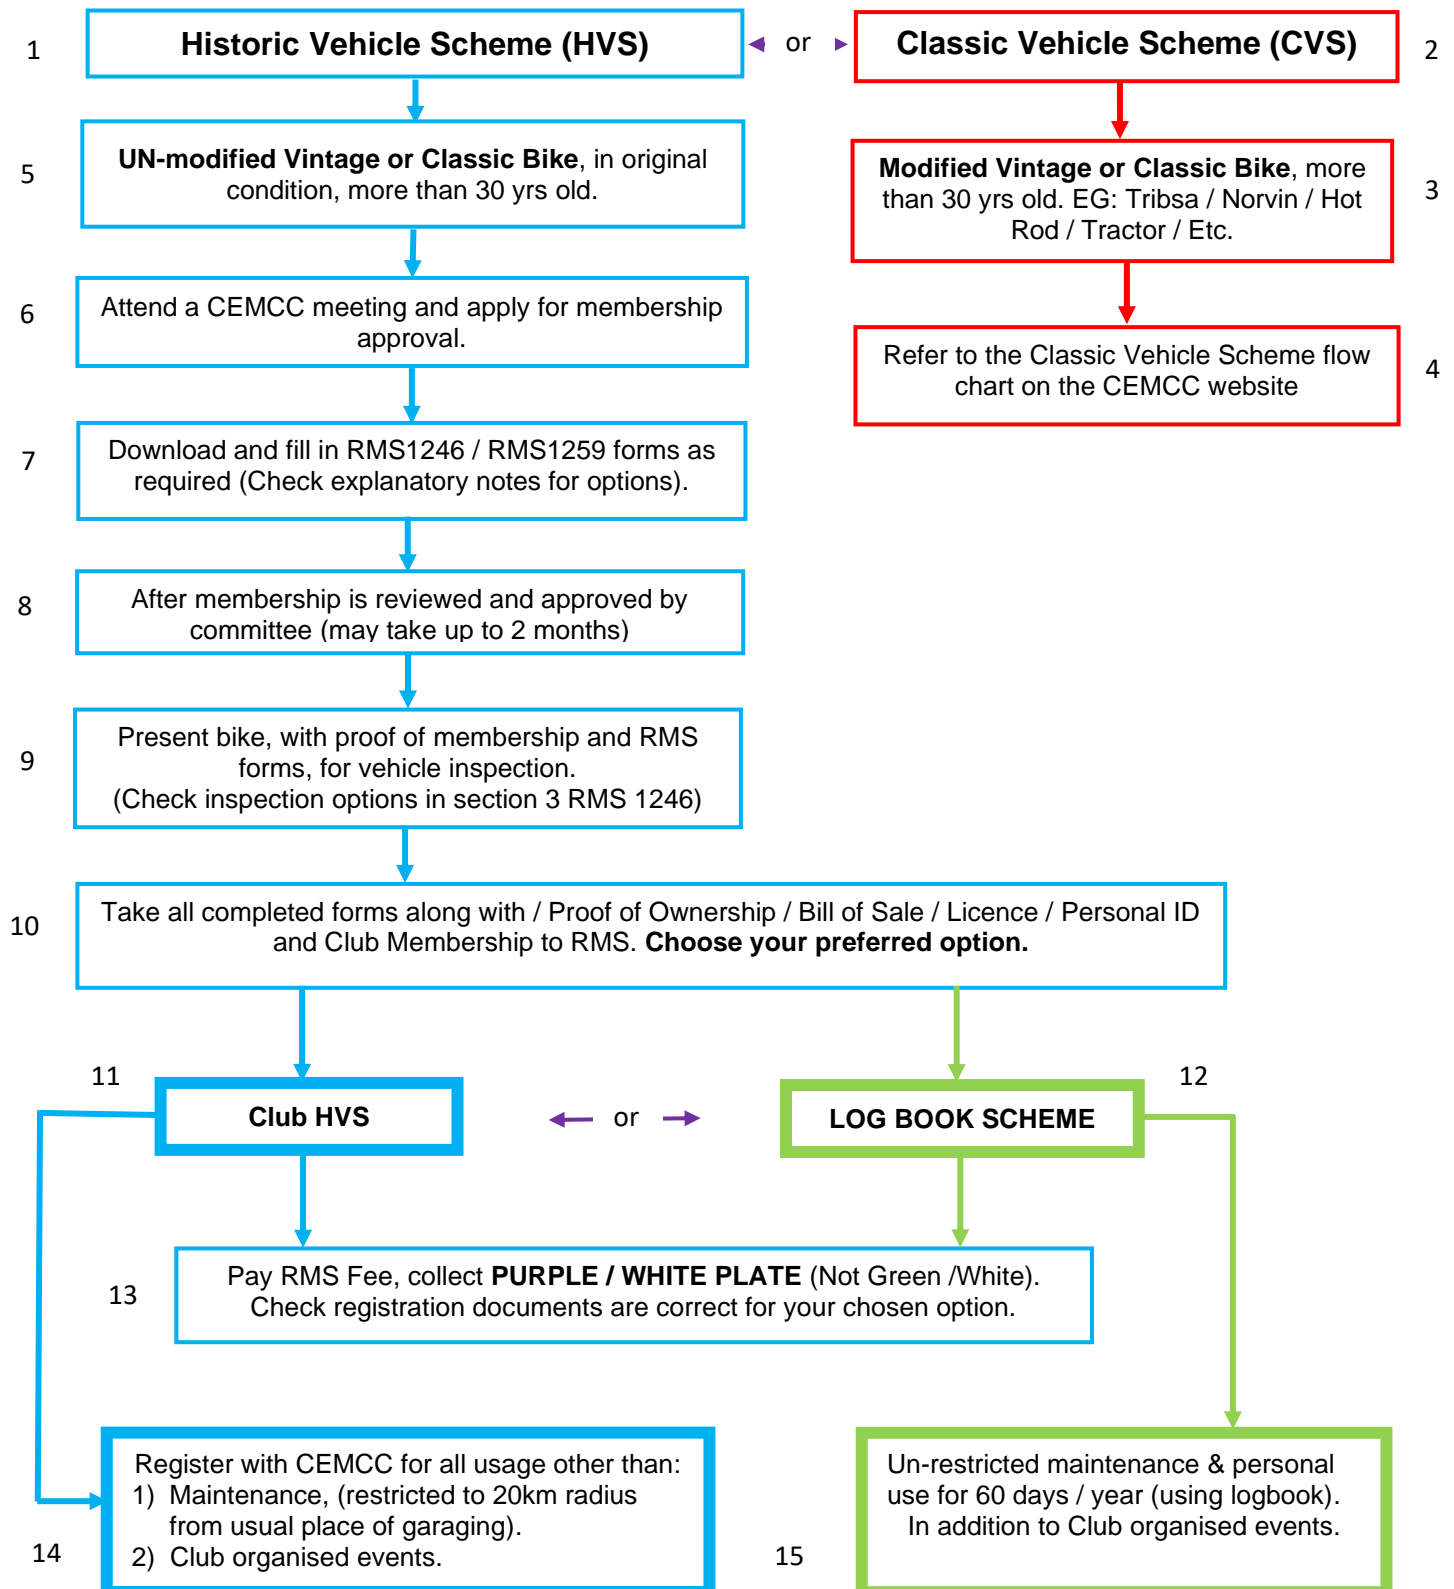 1
Historic Vehicle Scheme (HVS)
or
Classic Vehicle Scheme (CVS)
2
5
UN-modified Vintage or Classic Bike, in original
condition, more than 30 yrs old.
Modified Vintage or Classic Bike, more
than 30 yrs old. EG: Tribsa / Norvin / Hot
Rod / Tractor / Etc.
3
6
Attend a CEMCC meeting and apply for membership
approval.
Refer to the Classic Vehicle Scheme flow
chart on the CEMCC website
4
7
Download and fill in RMS1246 / RMS1259 forms as
required (Check explanatory notes for options).
8
After membership is reviewed and approved by
committee (may take up to 2 months)
9
Present bike, with proof of membership and RMS
forms, for vehicle inspection.
(Check inspection options in section 3 RMS 1246)
10
Take all completed forms along with / Proof of Ownership / Bill of Sale / Licence / Personal ID
and Club Membership to RMS. Choose your preferred option.
11
Club HVS
or
12
LOG BOOK SCHEME
13
Pay RMS Fee, collect PURPLE / WHITE PLATE (Not Green /White).
Check registration documents are correct for your chosen option.
14
Register with CEMCC for all usage other than:
1) Maintenance, (restricted to 20km radius
from usual place of garaging).
2) Club organised events.
15
Un-restricted maintenance & personal
use for 60 days / year (using logbook).
In addition to Club organised events.